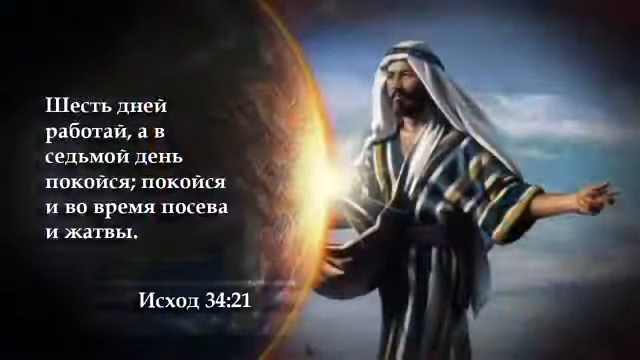 Шесть дней
работай, а в
седьмой день
покойся; покойся
и во время посева
и жатвы.
Исход 34:21